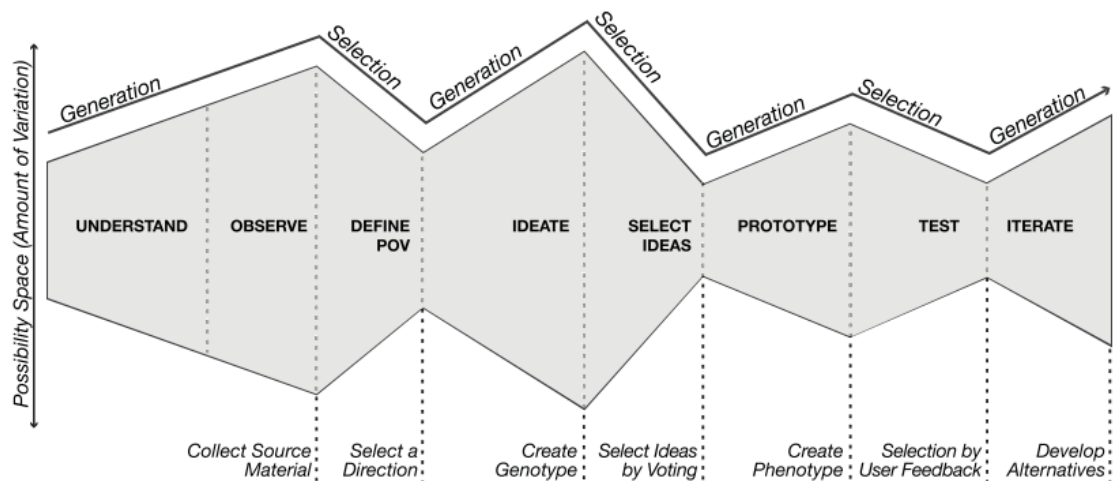 Generation
Selection
Generation
Selection
Generation
Selection
Generation
Possibility Space (Amount of Variation)
UNDERSTAND
OBSERVE
DEFINE
POV
IDEATE
SELECT
IDEAS
PROTOTYPE
TEST
ITERATE
Collect Source
Material
Select a
Direction
Create
Genotype
Select Ideas
by Voting
Create
Phenotype
Selection by
User Feedback
Develop
Alternatives